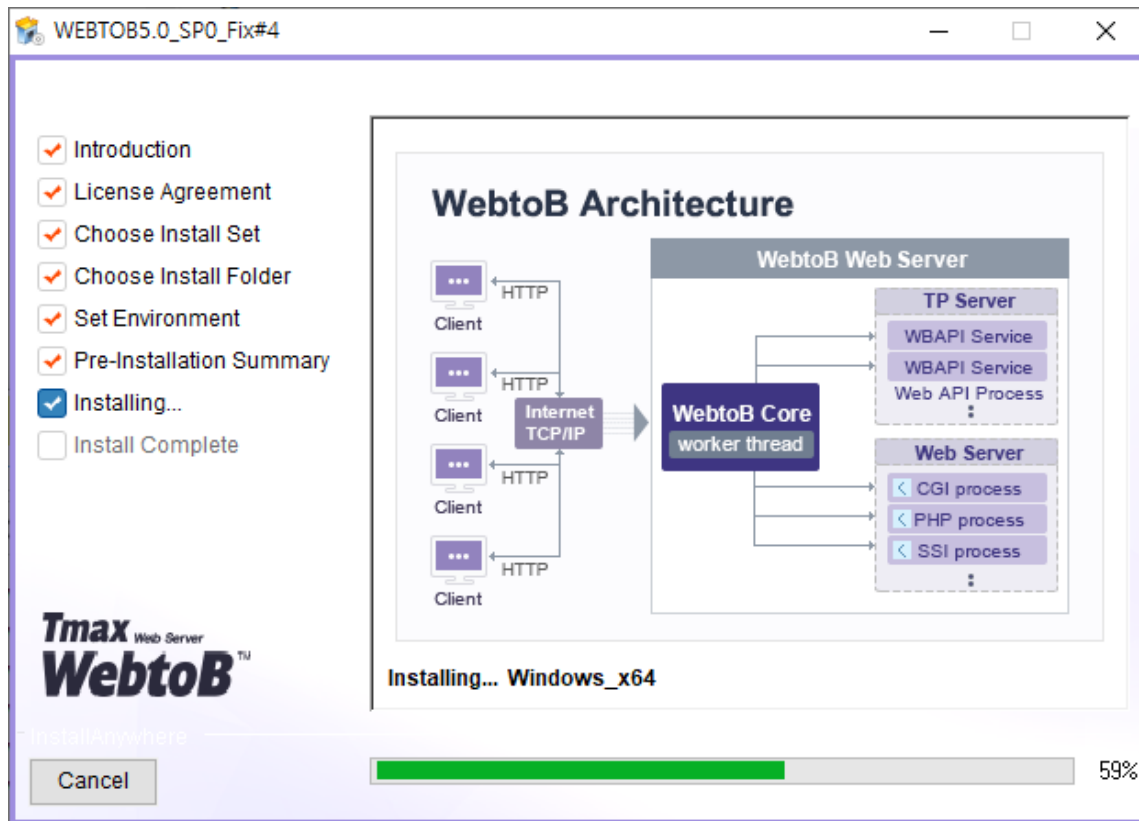 WEBTOB5.0_SP0_Fix#4
Introduction
License Agreement
Choose Install Set
Choose Install Folder
Set Environment
Pre-Installation Summary
Installing...
Install Complete
Tmax Web Server
WebtoB™
InstallAnywhere
Cancel
WebtoB Architecture
Client
HTTP
Client
HTTP
Client
HTTP
Client
HTTP
Internet
TCP/IP
WebtoB Web Server
WebtoB Core
worker thread
TP Server
WBAPI Service
WBAPI Service
Web API Process
Web Server
CGI process
PHP process
SSI process
Installing... Windows_x64
59%